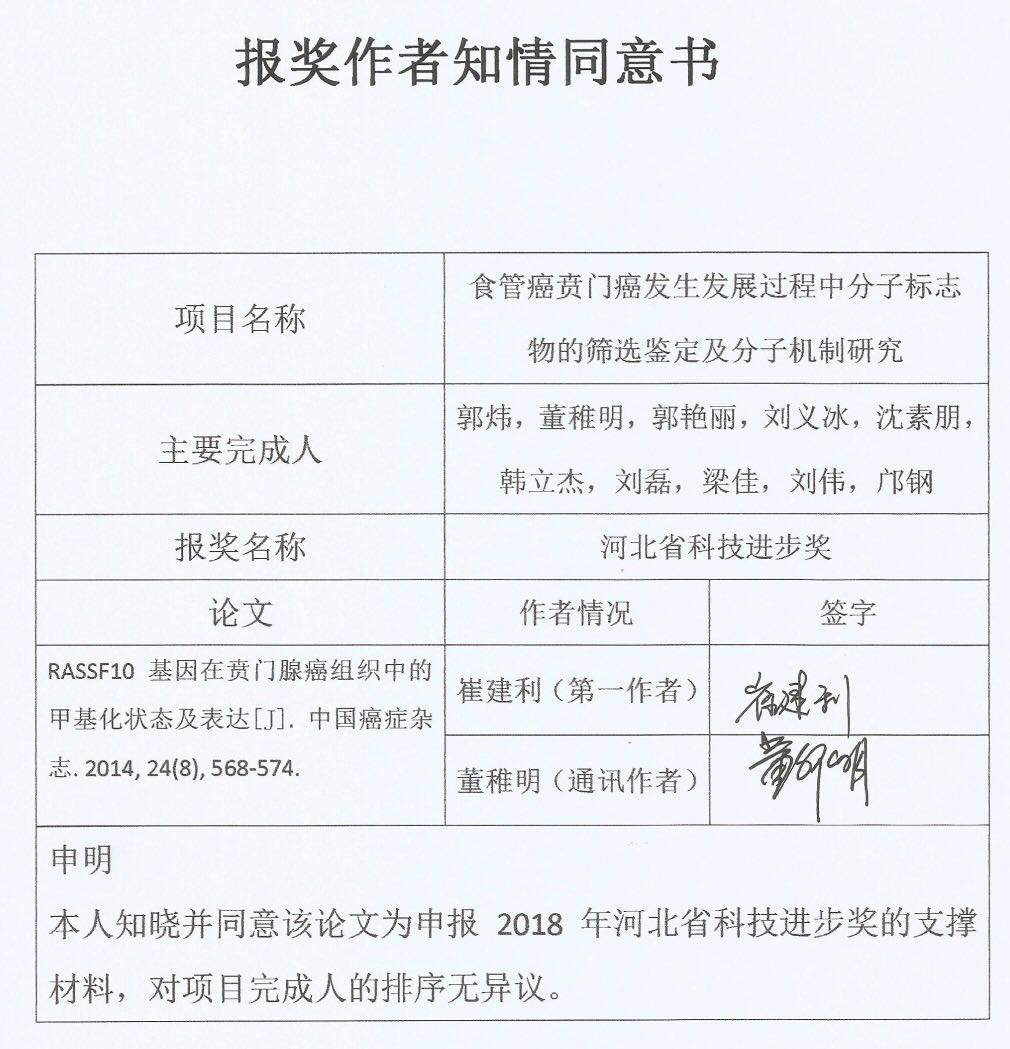 报奖作者知情同意书
项目名称
食管癌贲门癌发生发展过程中分子标志
物的筛选鉴定及分子机制研究
主要完成人
郭炜，董稚明，郭艳丽，刘义冰，沈素朋，
韩立杰，刘磊，梁佳，刘伟，邝钢
报奖名称
河北省科技进步奖
论文
作者情况
签字
RASSF10 基因在贲门腺癌组织中的
甲基化状态及表达[J]. 中国癌症杂
志. 2014, 24(8), 568-574.
崔建利（第一作者）
崔建利
董稚明（通讯作者）
董稚明
申明
本人知晓并同意该论文为申报 2018 年河北省科技进步奖的支撑
材料，对项目完成人的排序无异议。